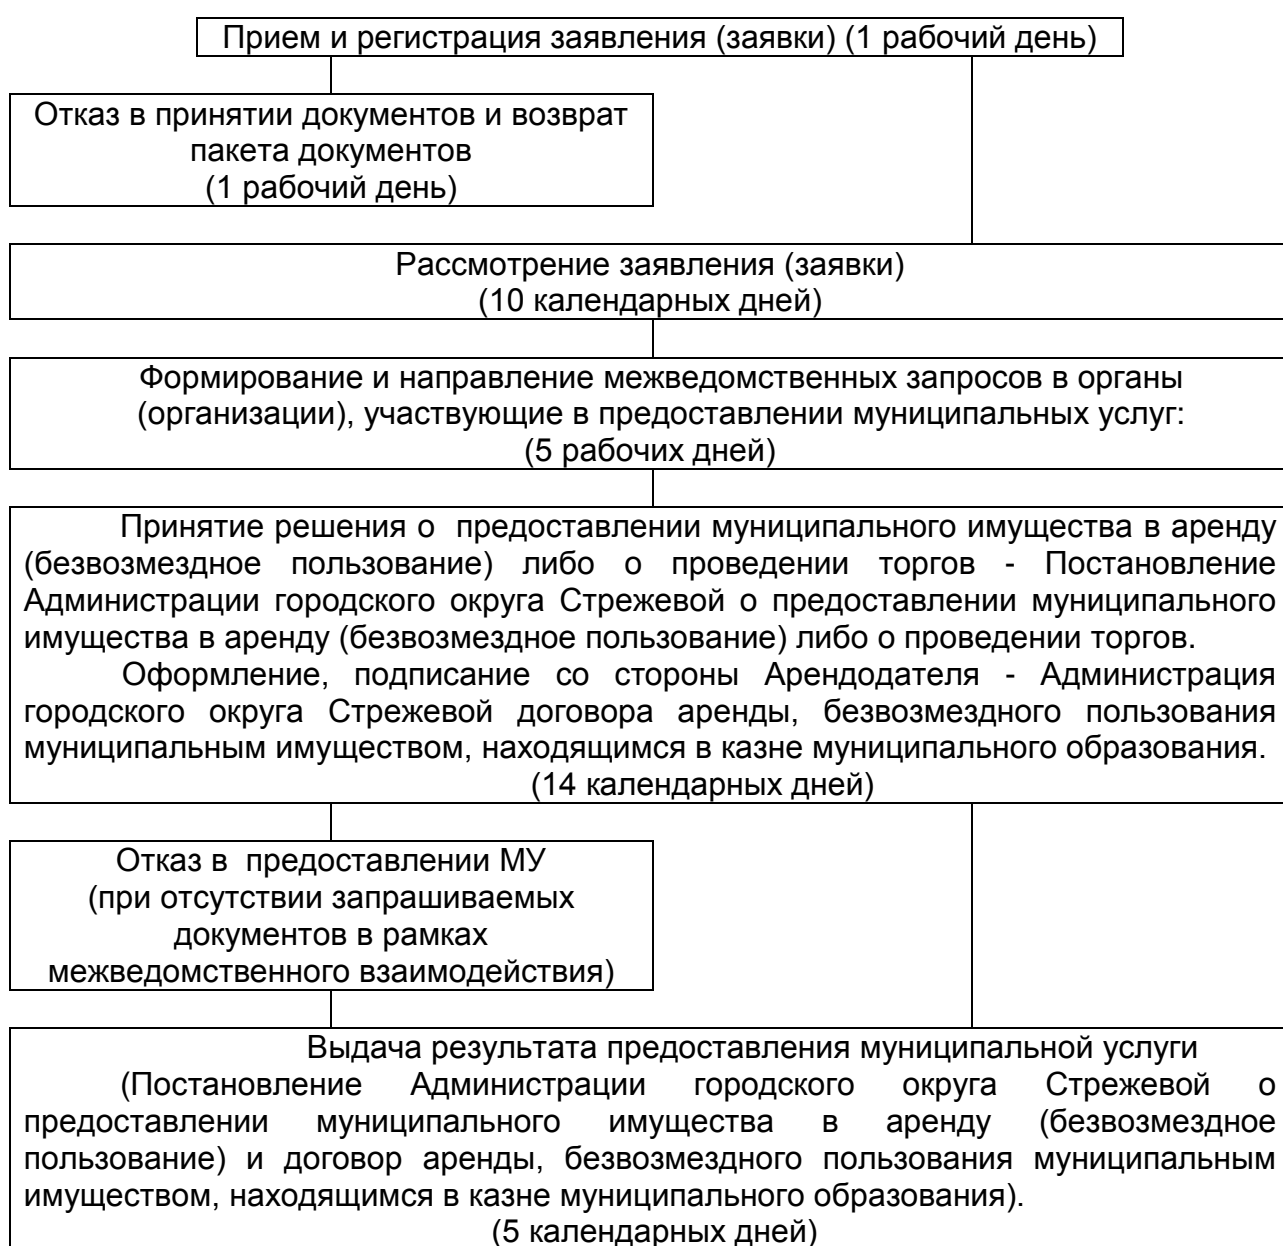 Прием и регистрация заявления (заявки) (1 рабочий день)
Отказ в принятии документов и возврат
пакета документов
(1 рабочий день)
Рассмотрение заявления (заявки)
(10 календарных дней)
Формирование и направление межведомственных запросов в органы
(организации), участвующие в предоставлении муниципальных услуг:
(5 рабочих дней)
Принятие решения о предоставлении муниципального имущества в аренду
(безвозмездное пользование) либо о проведении торгов - Постановление
Администрации городского округа Стрежевой о предоставлении муниципального
имущества в аренду (безвозмездное пользование) либо о проведении торгов.
Оформление, подписание со стороны Арендодателя - Администрация
городского округа Стрежевой договора аренды, безвозмездного пользования
муниципальным имуществом, находящимся в казне муниципального образования.
(14 календарных дней)
Отказ в предоставлении МУ
(при отсутствии запрашиваемых
документов в рамках
межведомственного взаимодействия)
Выдача результата предоставления муниципальной услуги
(Постановление Администрации городского округа Стрежевой о
предоставлении муниципального имущества в аренду (безвозмездное
пользование) и договор аренды, безвозмездного пользования муниципальным
имуществом, находящимся в казне муниципального образования).
(5 календарных дней)